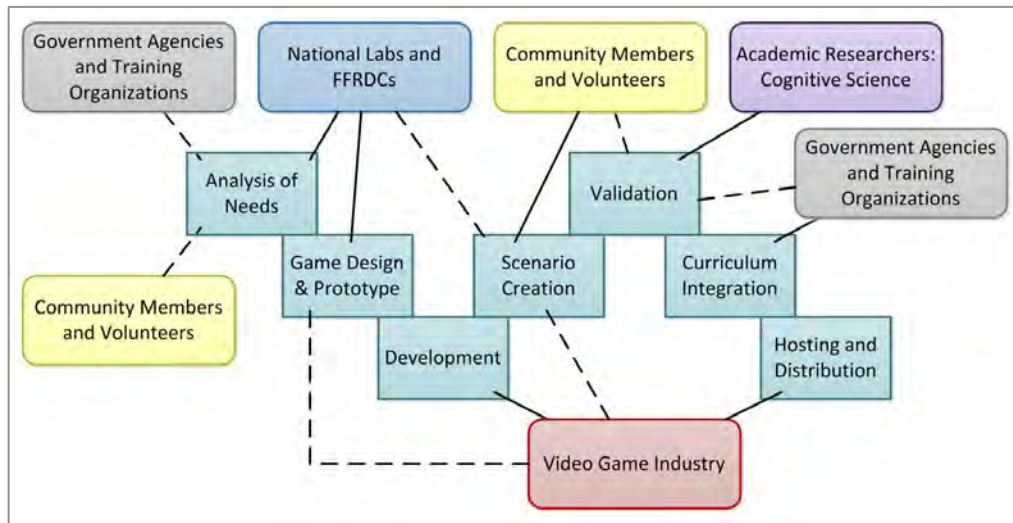 Government Agencies
and Training
Organizations
National Labs and
FFRDCs
Community Members
and Volunteers
Academic Researchers:
Cognitive Science
Analysis of
Needs
Validation
Government Agencies
and Training
Organizations
Community Members
and Volunteers
Game Design
& Prototype
Scenario
Creation
Curriculum
Integration
Development
Hosting and
Distribution
Video Game Industry